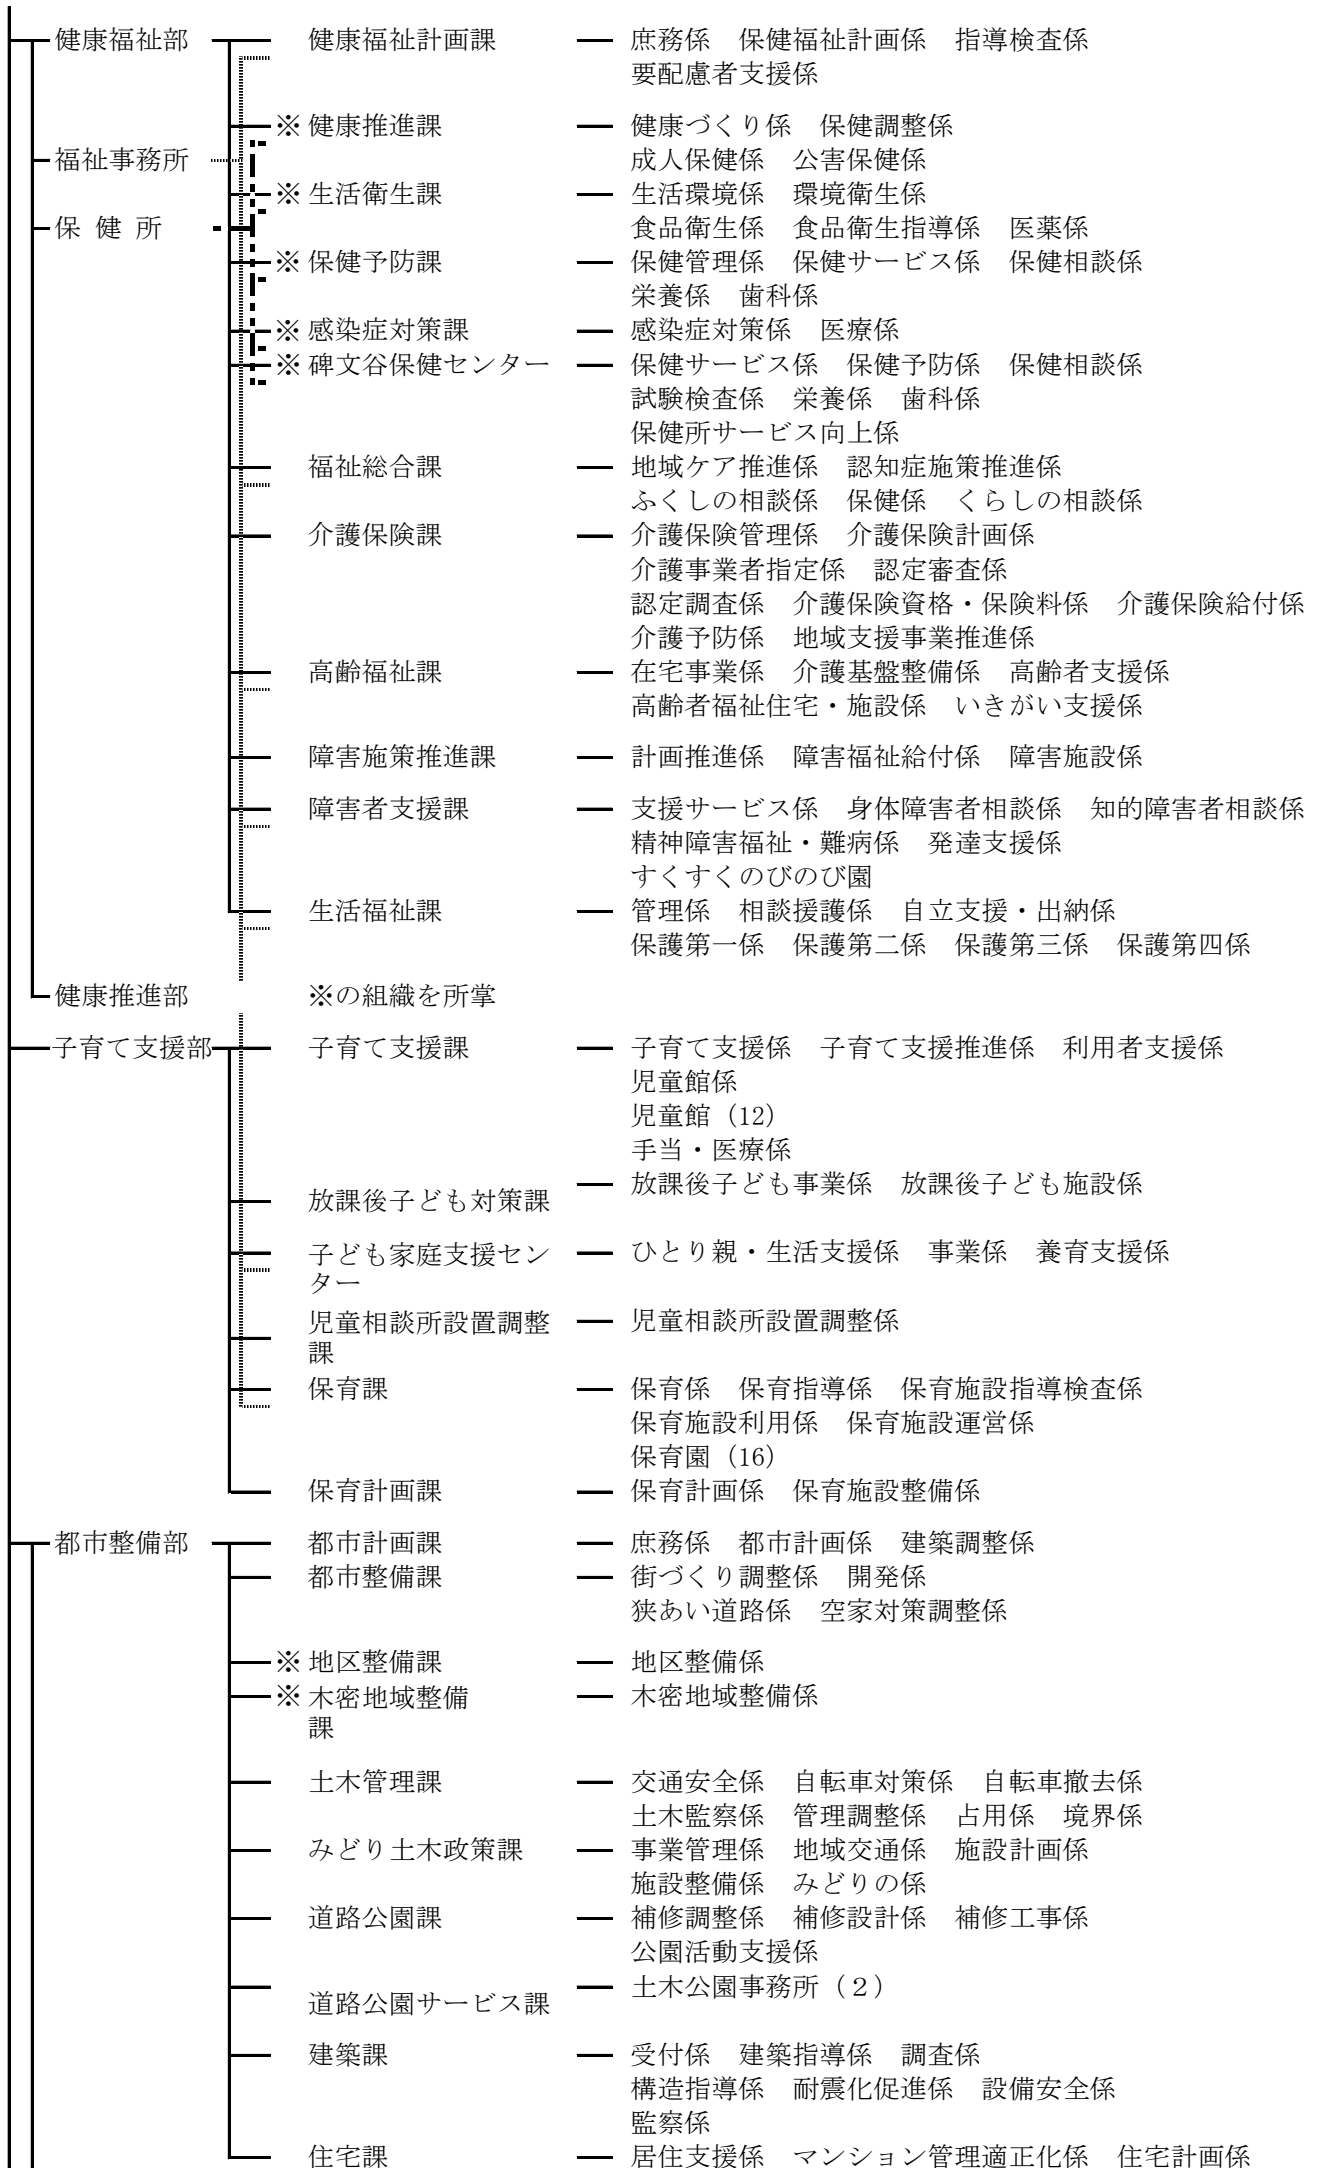 健康福祉部 健康福祉計画課 庶務係 保健福祉計画係 指導検査係
要配慮者支援係
※健康推進課 健康づくり係 保健調整係
福祉事務所 成人保健係 公害保健係
※生活衛生課 生活環境係 環境衛生係
保健所 食品衛生係 食品衛生指導係 医薬係
※保健予防課 保健管理係 保健サービス係 保健相談係
栄養係 歯科係
※感染症対策課 感染症対策係 医療係
※碑文谷保健センター 保健サービス係 保健予防係 保健相談係
試験検査係 栄養係 歯科係
保健所サービス向上係
福祉総合課 地域ケア推進係 認知症施策推進係
ふくしの相談係 保健係 くらしの相談係
介護保険課 介護保険管理係 介護保険計画係
介護事業者指定係 認定審査係
認定調査係 介護保険資格・保険料係 介護保険給付係
介護予防係 地域支援事業推進係
高齢福祉課 在宅事業係 介護基盤整備係 高齢者支援係
高齢者福祉住宅・施設係 いきがい支援係
障害施策推進課 計画推進係 障害福祉給付係 障害施設係
障害者支援課 支援サービス係 身体障害者相談係 知的障害者相談係
精神障害福祉・難病係 発達支援係
すくすくのびのび園
生活福祉課 管理係 相談援護係 自立支援・出納係
保護第一係 保護第二係 保護第三係 保護第四係
健康推進部 ※の組織を所掌
子育て支援部 子育て支援課 子育て支援係 子育て支援推進係 利用者支援係
児童館係
児童館（12）
手当・医療係
放課後子ども対策課 放課後子ども事業係 放課後子ども施設係
子ども家庭支援セン ひとり親・生活支援係 事業係 養育支援係
ター
児童相談所設置調整 児童相談所設置調整係
課
保育課 保育係 保育指導係 保育施設指導検査係
保育施設利用係 保育施設運営係
保育園（16）
保育計画課 保育計画係 保育施設整備係
都市整備部 都市計画課 庶務係 都市計画係 建築調整係
都市整備課 街づくり調整係 開発係
狭あい道路係 空家対策調整係
※地区整備課 地区整備係
※木密地域整備 木密地域整備係
課
土木管理課 交通安全係 自転車対策係 自転車撤去係
土木監察係 管理調整係 占用係 境界係
みどり土木政策課 事業管理係 地域交通係 施設計画係
施設整備係 みどりの係
道路公園課 補修調整係 補修設計係 補修工事係
公園活動支援係
道路公園サービス課 土木公園事務所（２）
建築課 受付係 建築指導係 調査係
構造指導係 耐震化促進係 設備安全係
監察係
住宅課 居住支援係 マンション管理適正化係 住宅計画係